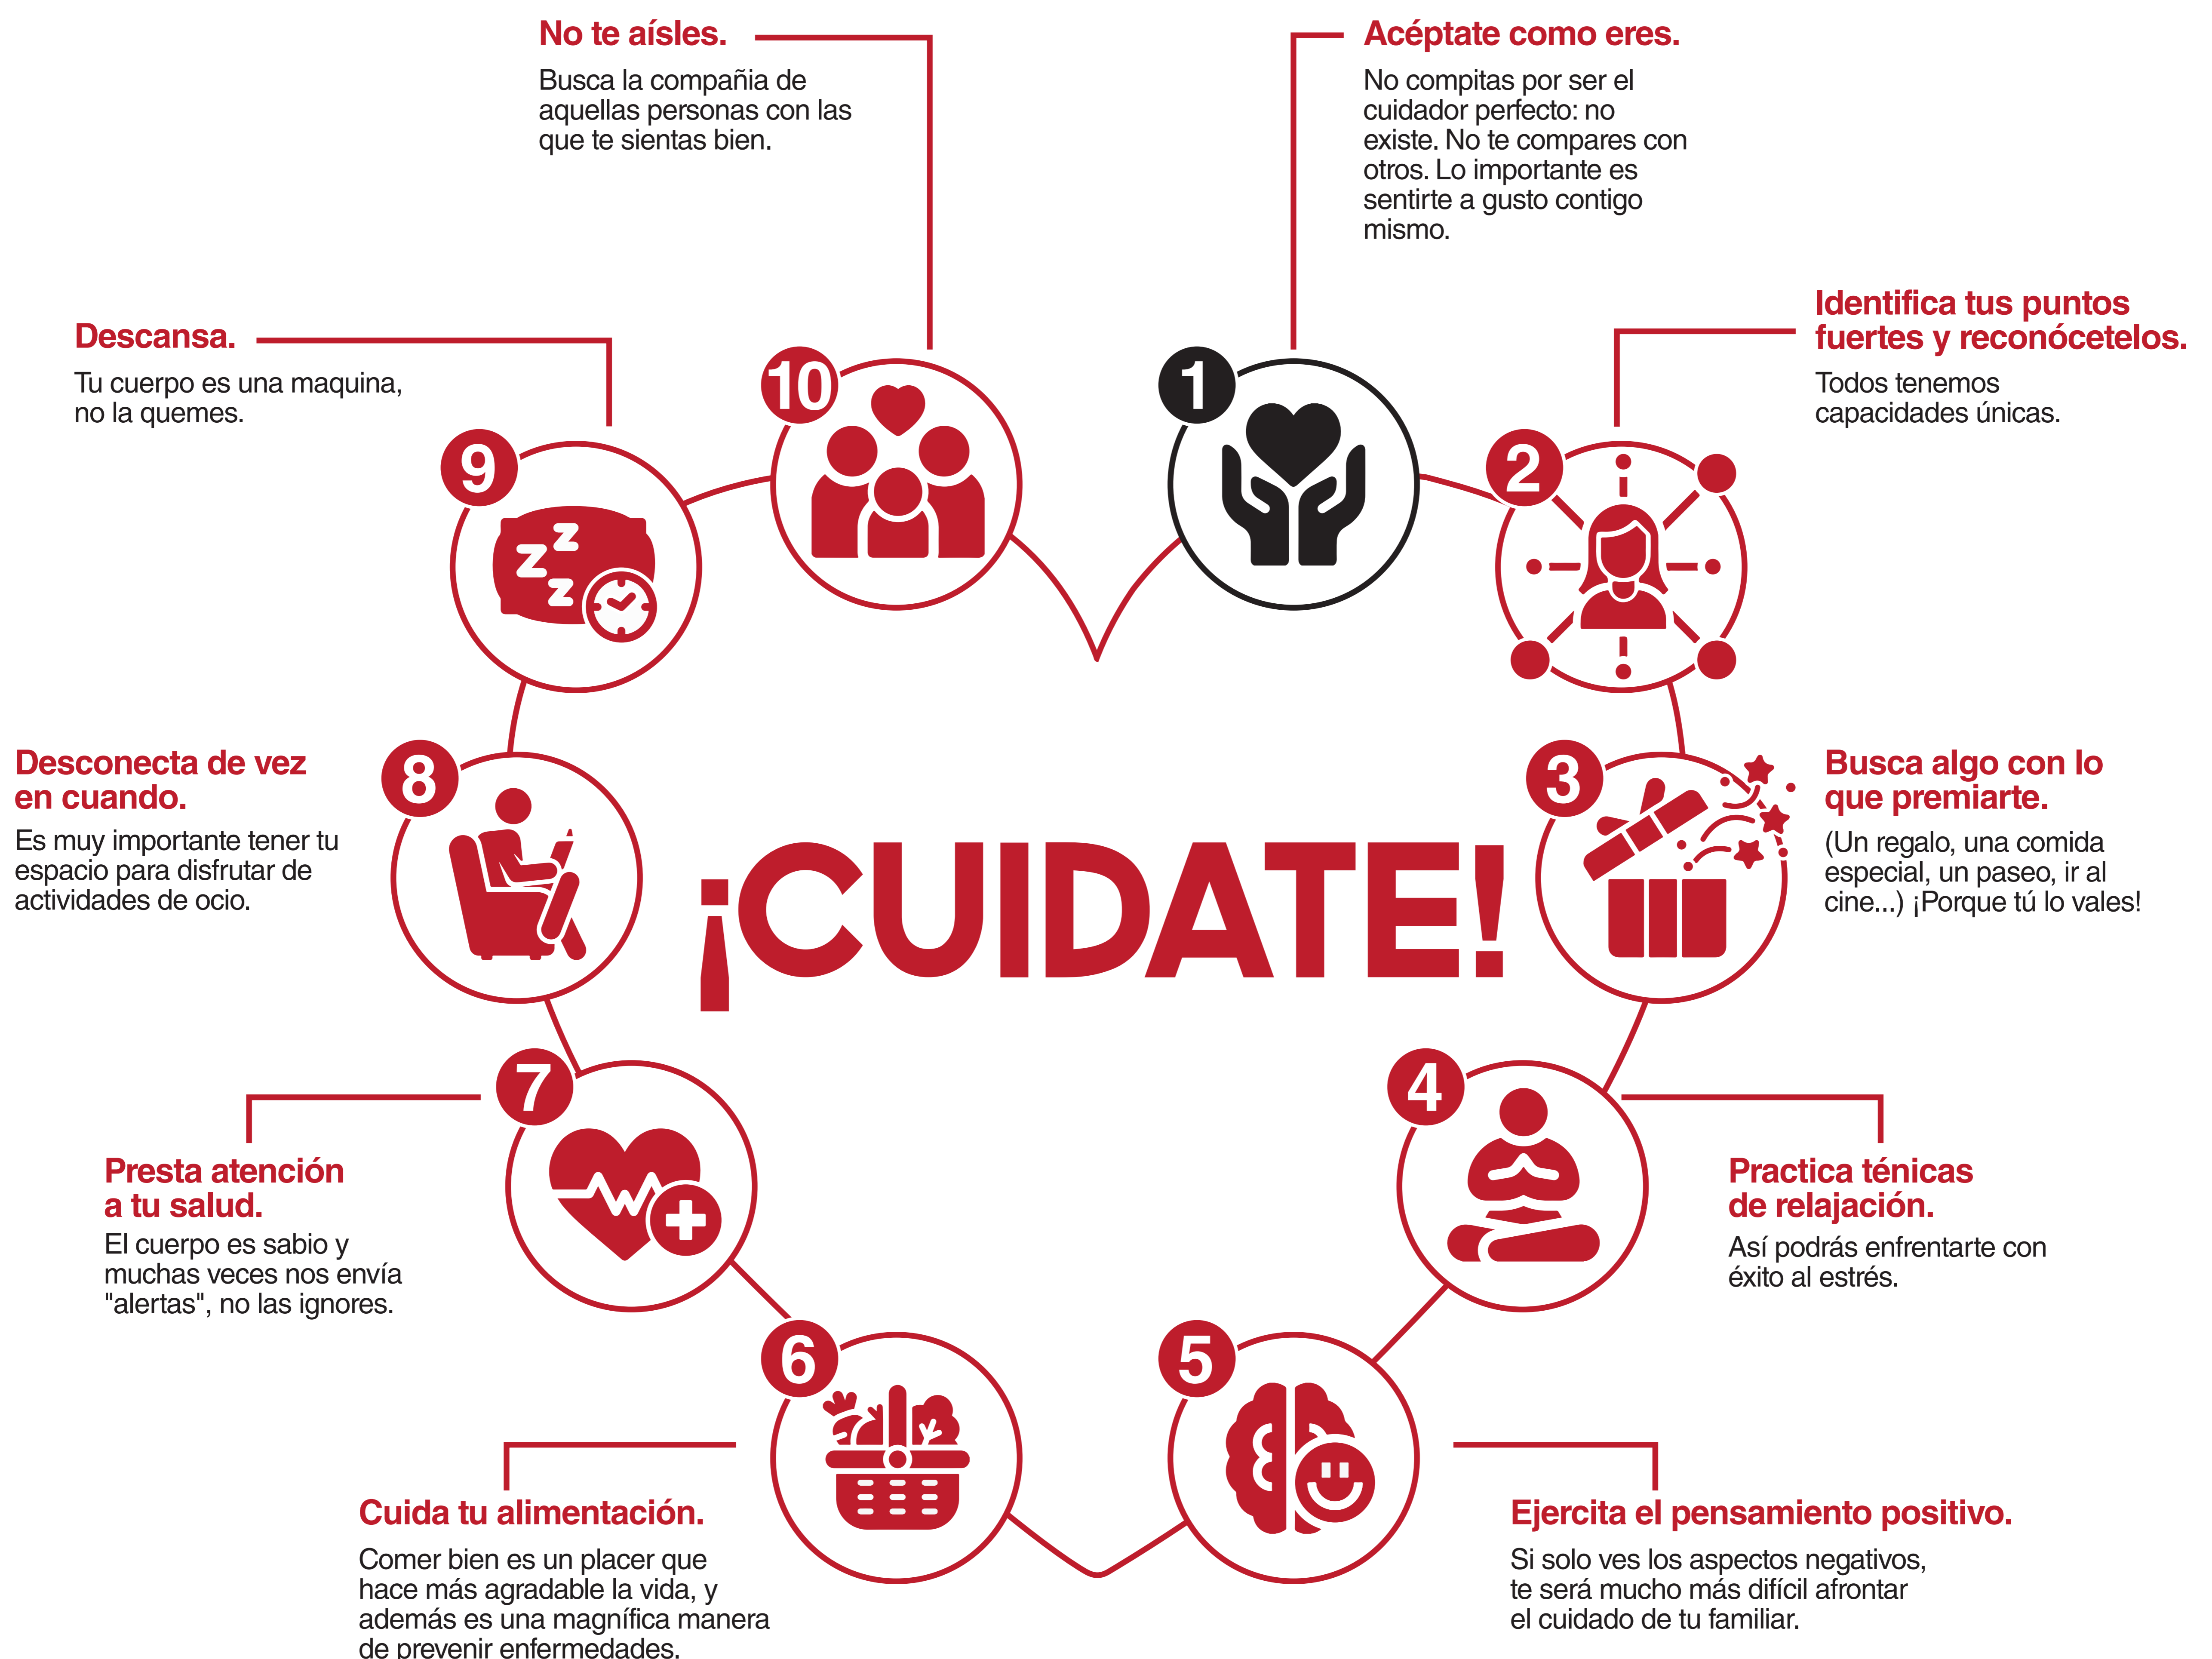 ¡CUIDATE!
1
Acéptate como eres.
No compitas por ser el
cuidador perfecto: no
existe. No te compares con
otros. Lo importante es
sentirte a gusto contigo
mismo.
2
Identifica tus puntos
fuertes y reconócetelos.
Todos tenemos
capacidades únicas.
3
Busca algo con lo
que premiarte.
(Un regalo, una comida
especial, un paseo, ir al
cine...) ¡Porque tú lo vales!
4
Practica ténicas
de relajación.
Así podrás enfrentarte con
éxito al estrés.
5
Ejercita el pensamiento positivo.
Si solo ves los aspectos negativos,
te será mucho más difícil afrontar
el cuidado de tu familiar.
6
Cuida tu alimentación.
Comer bien es un placer que
hace más agradable la vida, y
además es una magnífica manera
de prevenir enfermedades.
7
Presta atención
a tu salud.
El cuerpo es sabio y
muchas veces nos envía
"alertas", no las ignores.
8
Desconecta de vez
en cuando.
Es muy importante tener tu
espacio para disfrutar de
actividades de ocio.
9
Descansa.
Tu cuerpo es una maquina,
no la quemes.
z
z
z
10
No te aísles.
Busca la compañia de
aquellas personas con las
que te sientas bien.